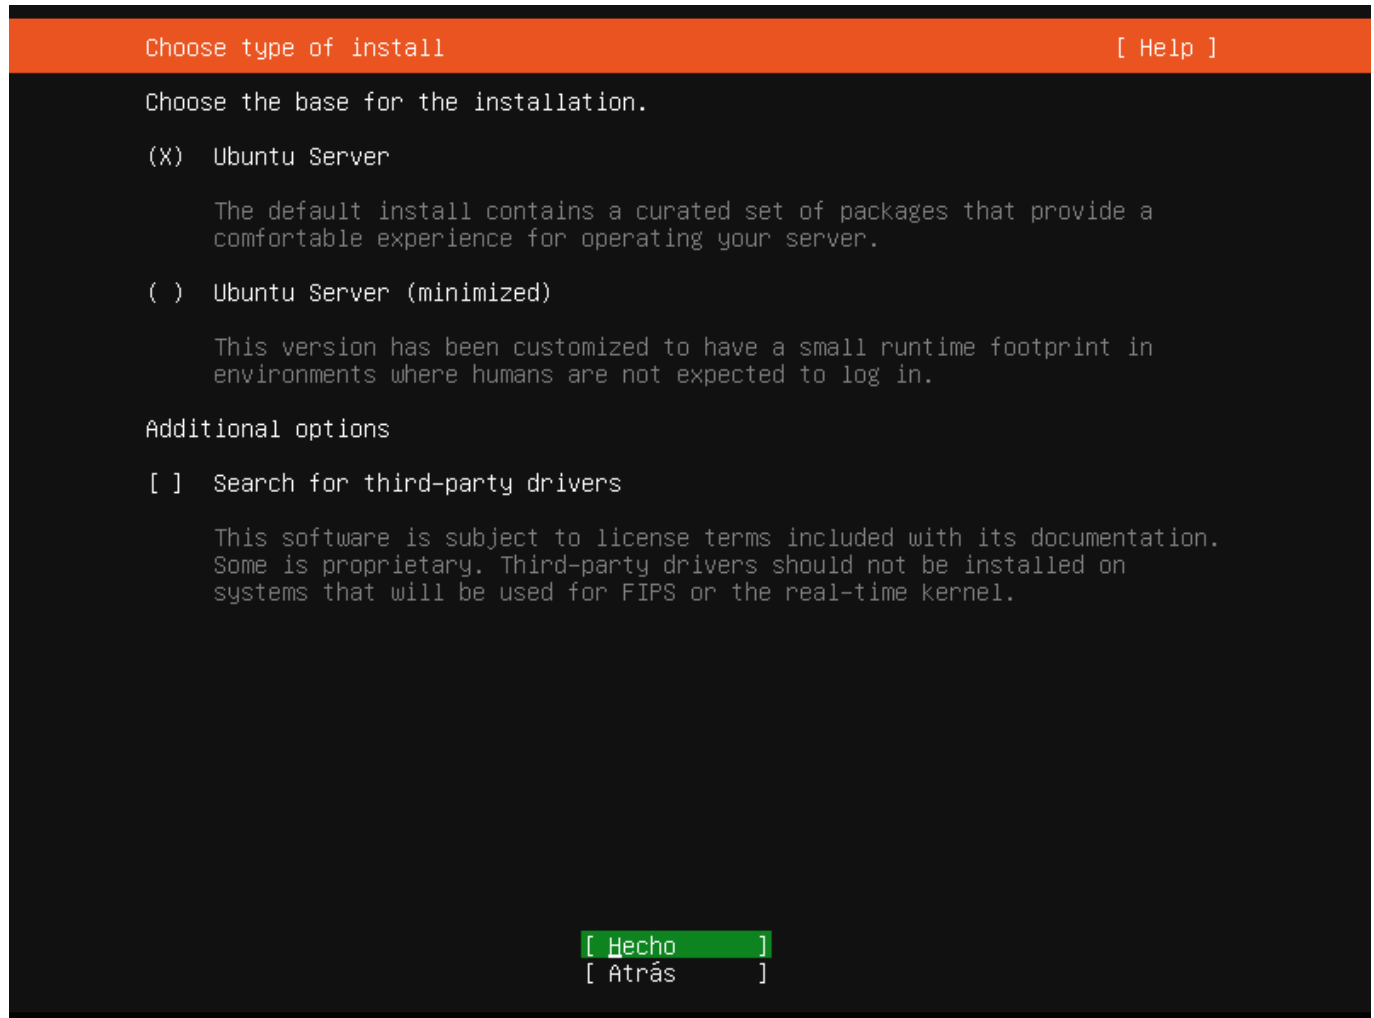 Choose type of install [ Help ]
Choose the base for the installation.
(X) Ubuntu Server
The default install contains a curated set of packages that provide a
comfortable experience for operating your server.
( ) Ubuntu Server (minimized)
This version has been customized to have a small runtime footprint in
environments where humans are not expected to log in.
Additional options
[ ] Search for third-party drivers
This software is subject to license terms included with its documentation.
Some is proprietary. Third-party drivers should not be installed on
systems that will be used for FIPS or the real-time kernel.
[ Hecho ]
[ Atrás ]